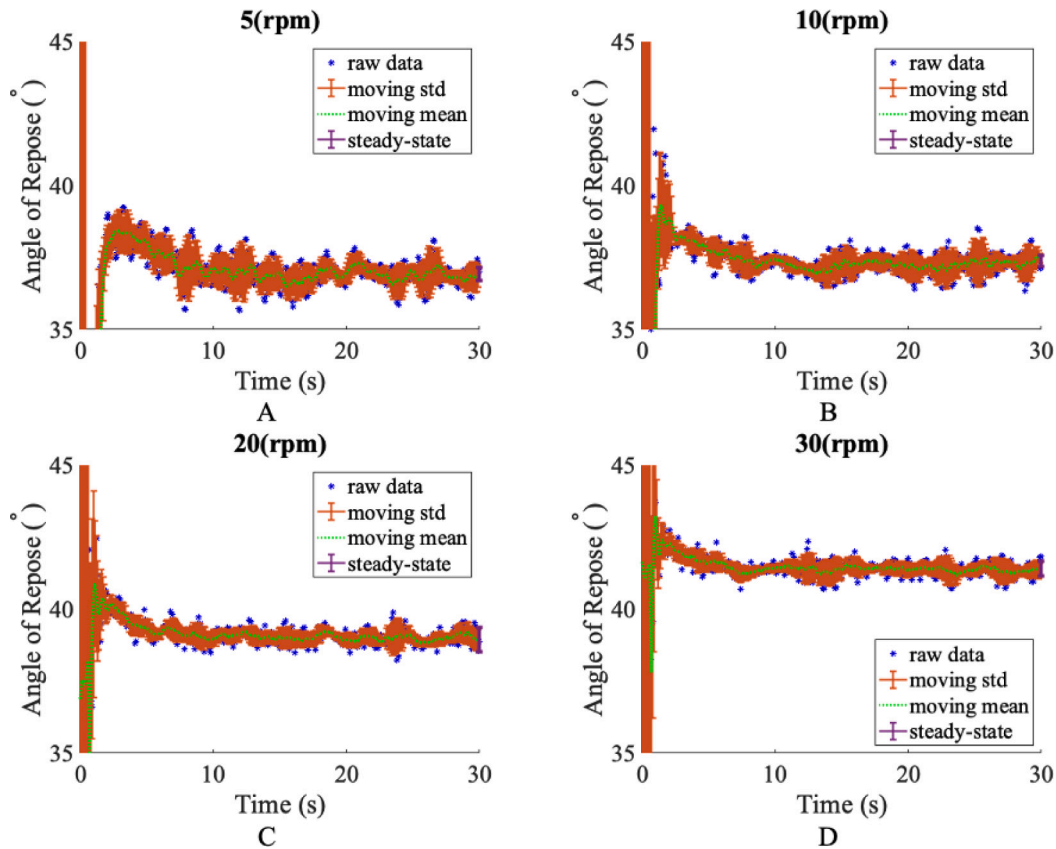 5(rpm)
45
40
35
0
10
20
30
Angle of Repose (°)
Time (s)
raw data
moving std
moving mean
steady-state
A
10(rpm)
45
40
35
0
10
20
30
Angle of Repose (°)
Time (s)
raw data
moving std
moving mean
steady-state
B
20(rpm)
45
40
35
0
10
20
30
Angle of Repose (°)
Time (s)
raw data
moving std
moving mean
steady-state
C
30(rpm)
45
40
35
0
10
20
30
Angle of Repose (°)
Time (s)
raw data
moving std
moving mean
steady-state
D